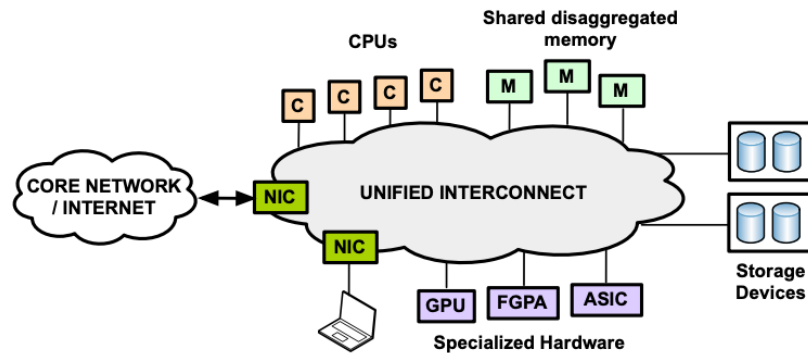 CPUs
Shared disaggregated
memory
C
C
C
C
M
M
M
CORE NETWORK
/ INTERNET
NIC
UNIFIED INTERCONNECT
NIC
GPU
FGPA
ASIC
Storage
Devices
Specialized Hardware